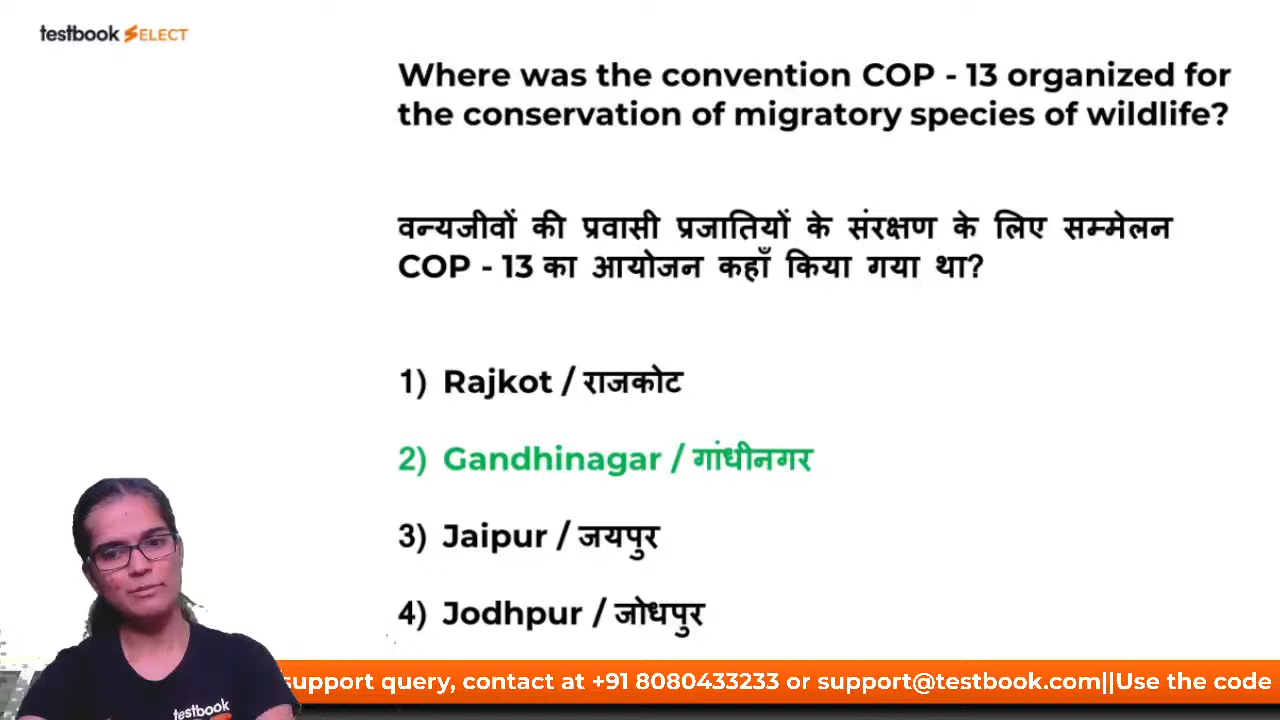 testbook SELECT
Where was the convention COP - 13 organized for
the conservation of migratory species of wildlife?
वन्यजीवों की प्रवासी प्रजातियों के संरक्षण के लिए सम्मेलन
COP - 13 का आयोजन कहाँ किया गया था?
1) Rajkot / राजकोट
2) Gandhinagar / गांधीनगर
3) Jaipur / जयपुर
4) Jodhpur / जोधपुर
support query, contact at +91 8080433233 or support@testbook.com||Use the code
testbook